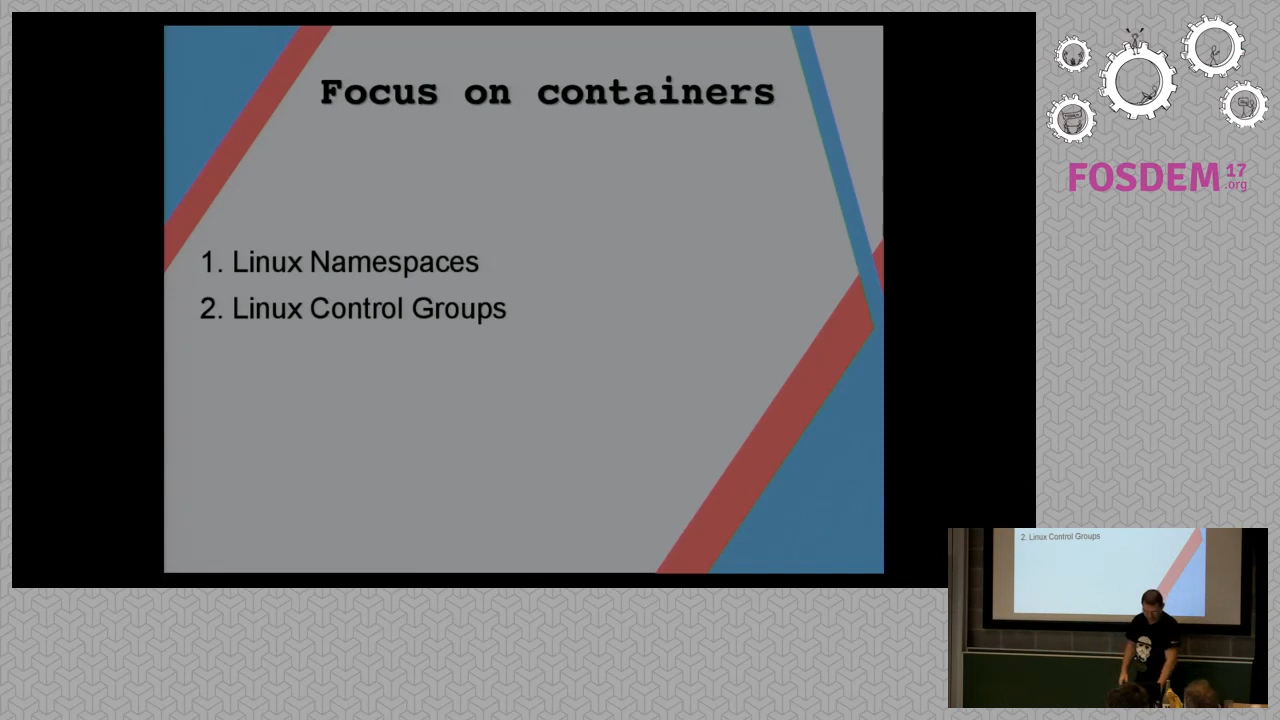 Focus on containers
1. Linux Namespaces
2. Linux Control Groups
FOSDEM 17
.org
2. Linux Control Groups